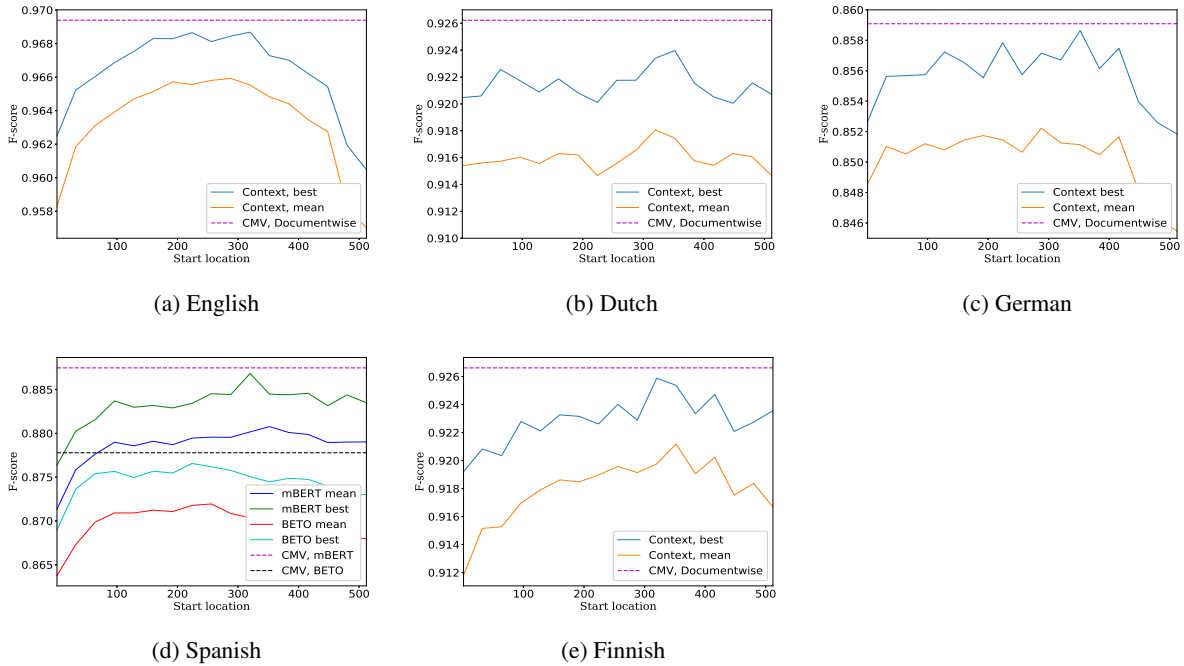 0.970
0.968
0.966
0.964
0.962
0.960
0.958
F-score
100 200 300 400 500
Start location
Context, best
Context, mean
CMV, Documentwise
(a) English
0.926
0.924
0.922
0.920
0.918
0.916
0.914
0.912
0.910
F-score
100 200 300 400 500
Start location
Context, best
Context, mean
CMV, Documentwise
(b) Dutch
0.860
0.858
0.856
0.854
0.852
0.850
0.848
0.846
F-score
100 200 300 400 500
Start location
Context best
Context, mean
CMV, Documentwise
(c) German
0.885
0.880
0.875
0.870
0.865
F-score
100 200 300 400 500
Start location
mBERT mean
mBERT best
BETO mean
BETO best
CMV, mBERT
CMV, BETO
(d) Spanish
0.926
0.924
0.922
0.920
0.918
0.916
0.914
0.912
F-score
100 200 300 400 500
Start location
Context, best
Context, mean
CMV, Documentwise
(e) Finnish